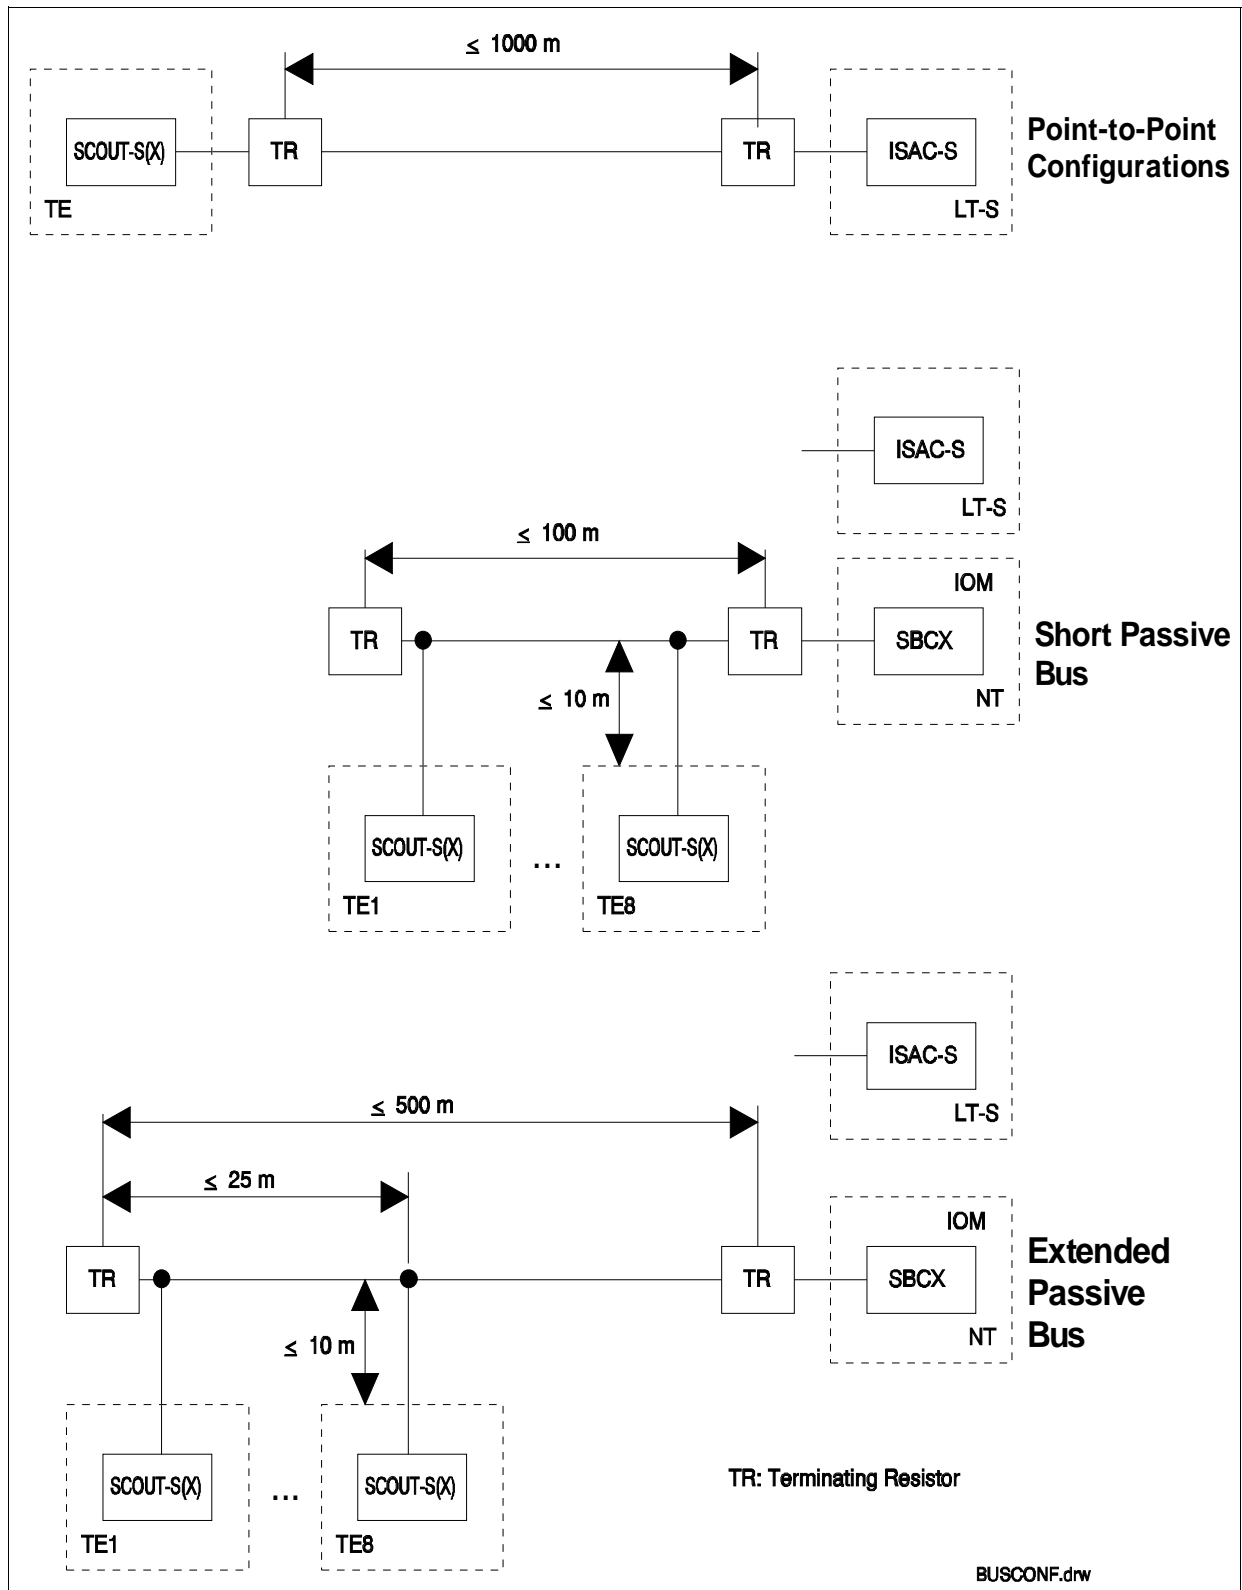 ≤ 1000 m
SCOUT-S(X)
TR
TR
ISAC-S
Point-to-Point
Configurations
TE
LT-S
ISAC-S
LT-S
≤ 100 m
IOM
TR
TR
SBCX
Short Passive
Bus
≤ 10 m
NT
SCOUT-S(X)
...
SCOUT-S(X)
TE1
TE8
ISAC-S
LT-S
≤ 500 m
≤ 25 m
IOM
TR
TR
SBCX
Extended
Passive
Bus
≤ 10 m
NT
SCOUT-S(X)
...
SCOUT-S(X)
TR: Terminating Resistor
TE1
TE8
BUSCONF.drw